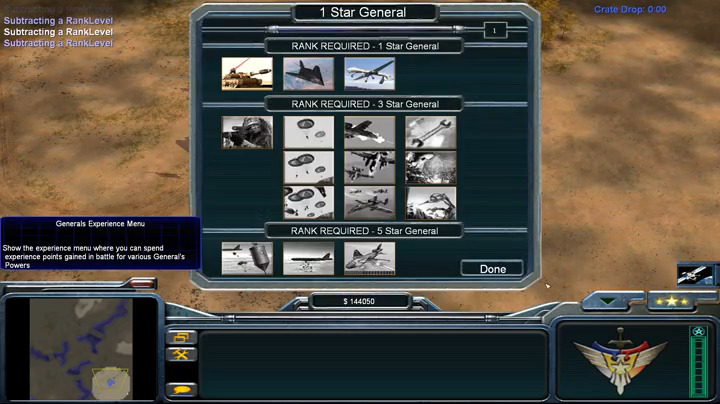 Subtracting a RankLevel
Subtracting a RankLevel
Subtracting a RankLevel
1 Star General
Crate Drop: 0:00
1
RANK REQUIRED - 1 Star General
RANK REQUIRED - 3 Star General
RANK REQUIRED - 5 Star General
Generals Experience Menu
Show the experience menu where you can spend
experience points gained in battle for various General's
Powers
Done
$ 144050